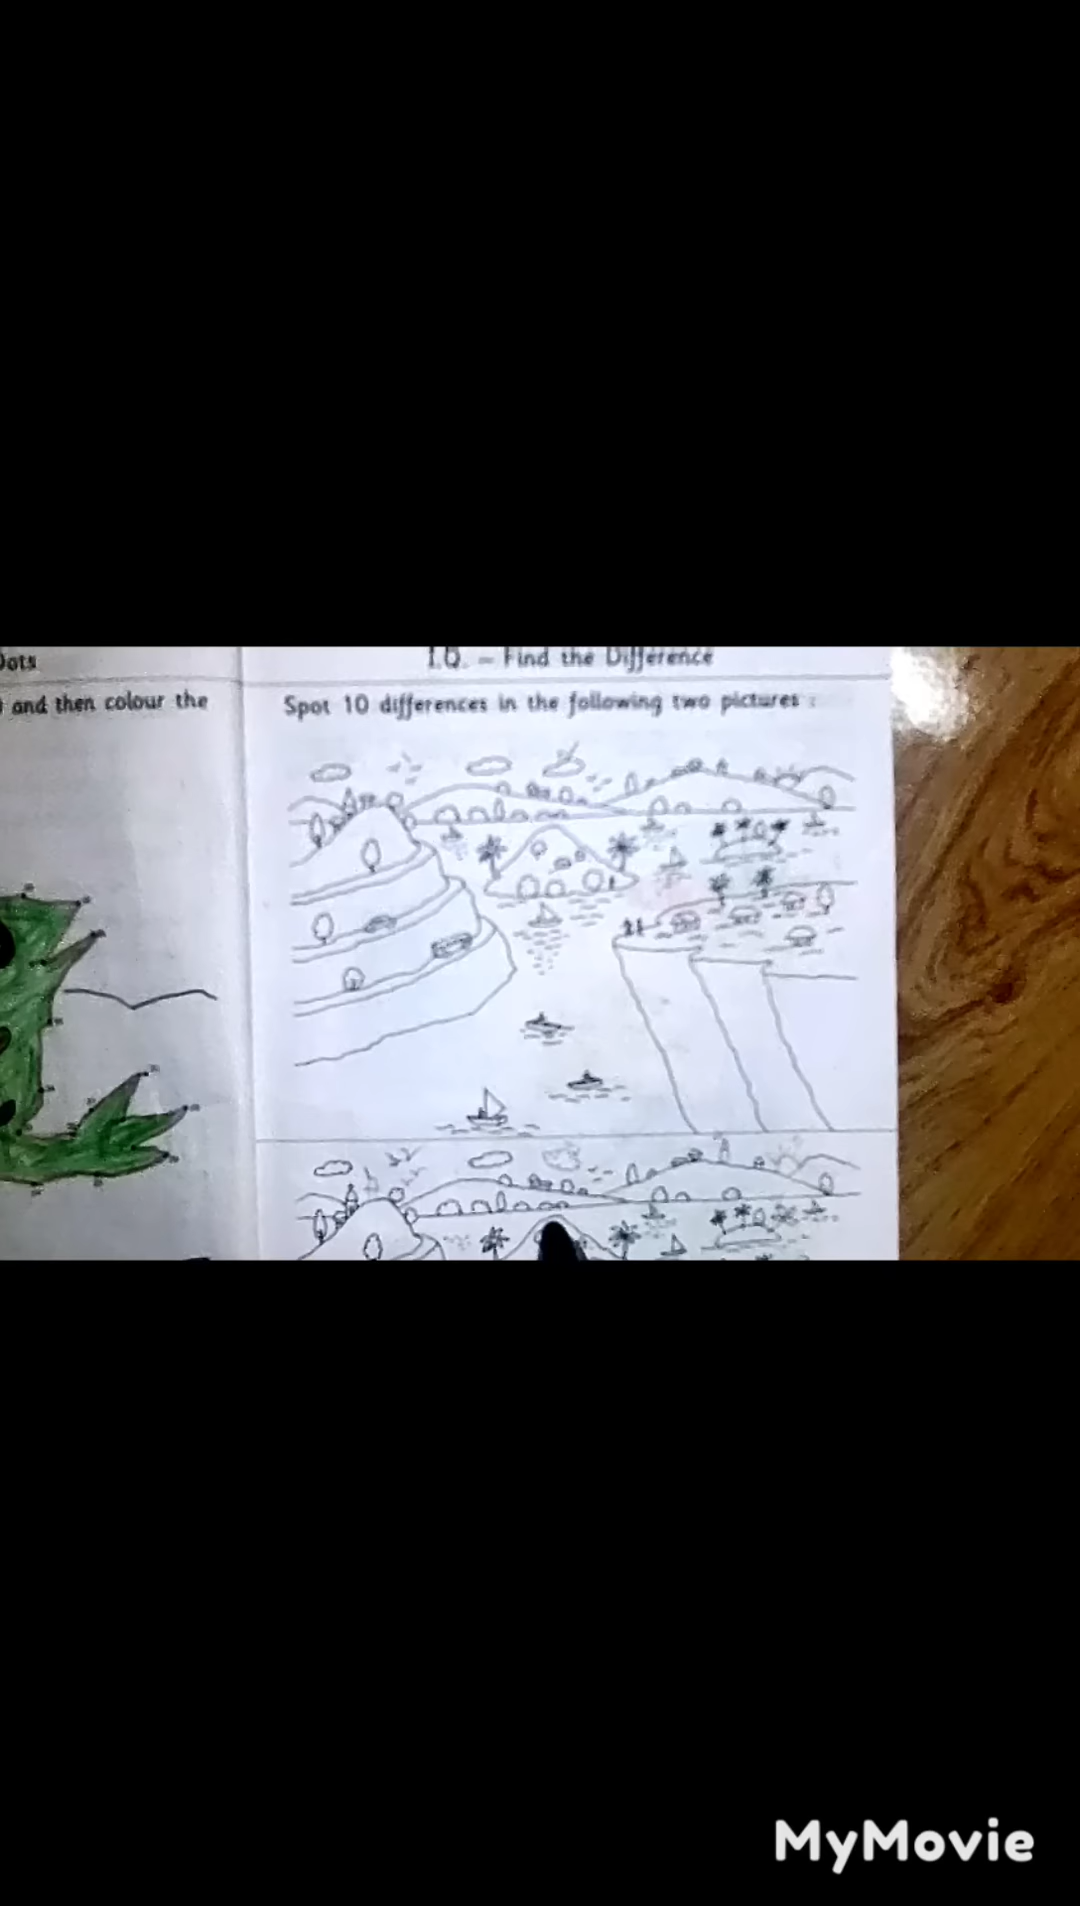 Dots
I.Q. – Find the Difference
and then colour the
Spot 10 differences in the following two pictures :
MyMovie